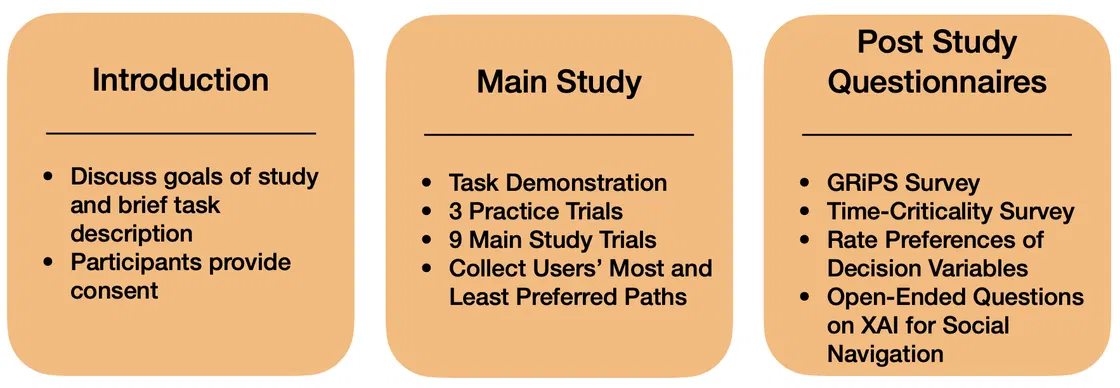 Introduction
• Discuss goals of study
and brief task
description
• Participants provide
consent
Main Study
• Task Demonstration
• 3 Practice Trials
• 9 Main Study Trials
• Collect Users’ Most and
Least Preferred Paths
Post Study
Questionnaires
• GRiPS Survey
• Time-Criticality Survey
• Rate Preferences of
Decision Variables
• Open-Ended Questions
on XAI for Social
Navigation